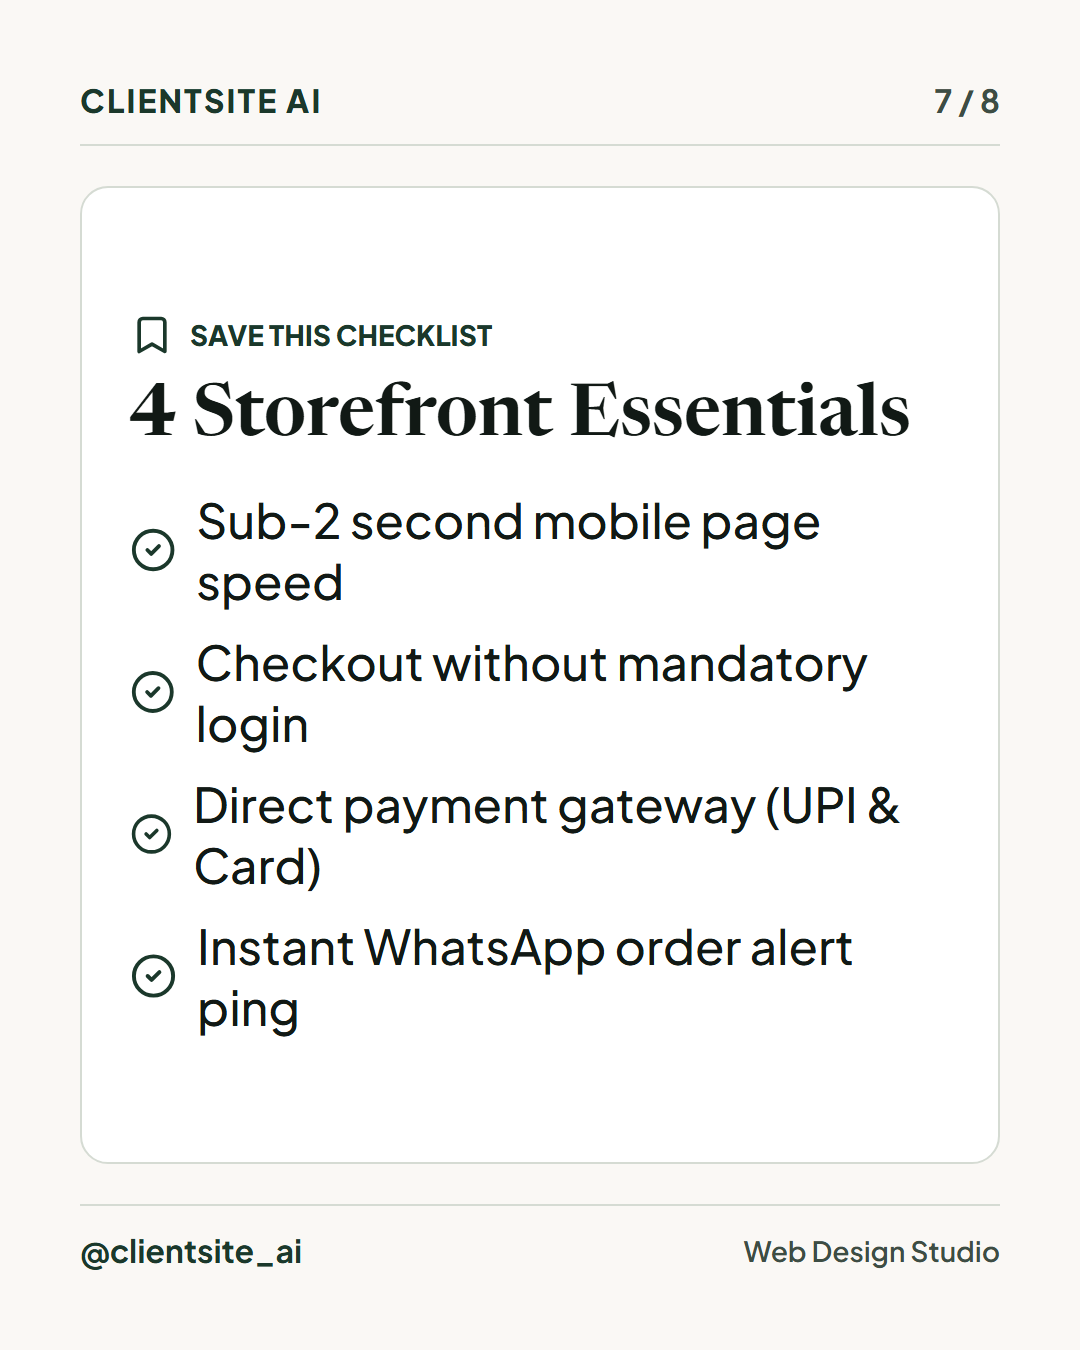 CLIENTSITE AI
7 / 8
SAVE THIS CHECKLIST
4 Storefront Essentials
Sub-2 second mobile page
speed
Checkout without mandatory
login
Direct payment gateway (UPI &
Card)
Instant WhatsApp order alert
ping
@clientsite_ai
Web Design Studio